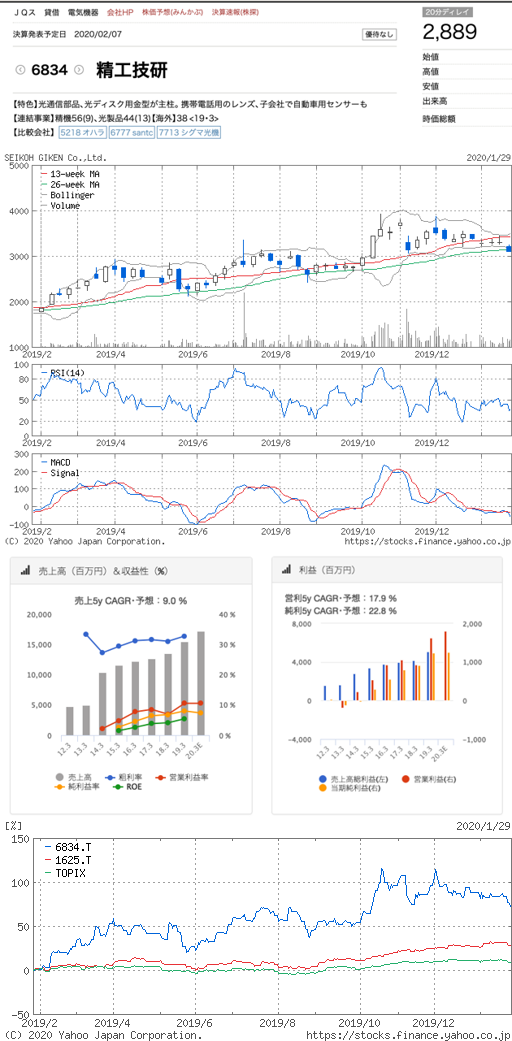 JQス 貸借 電気機器 会社HP 株価予想(みんかぶ) 決算速報(株探)
20分ディレイ
決算発表予定日 2020/02/07
優待なし
2,889
6834 精工技研
始値
高値
安値
出来高
時価総額
【特色】光通信部品、光ディスク用金型が主柱。携帯電話用のレンズ、子会社で自動車用センサーも
【連結事業】精機56(9)、光製品44(13)【海外】38 <19・3>
【比較会社】 5218 オハラ 6777 santc 7713 シグマ光機
SEIKOH GIKEN Co.,Ltd.
2020/1/29
5000
4000
3000
2000
1000
13-week MA
26-week MA
Bollinger
Volume
2019/2 2019/4 2019/6 2019/8 2019/10 2019/12
100
80
60
40
20
0
RSI(14)
2019/2 2019/4 2019/6 2019/8 2019/10 2019/12
300
200
100
0
-100
MACD
Signal
2019/2 2019/4 2019/6 2019/8 2019/10 2019/12
(C) 2020 Yahoo Japan Corporation.
https://stocks.finance.yahoo.co.jp/
売上高（百万円）＆収益性（%）
売上5y CAGR・予想：9.0 %
20,000
15,000
10,000
5,000
0
40 %
30 %
20 %
10 %
0 %
12.3 13.3 14.3 15.3 16.3 17.3 18.3 19.3 20.3E
売上高 粗利率 営業利益率
純利益率 ROE
利益（百万円）
営利5y CAGR・予想：17.9 %
純利5y CAGR・予想：22.8 %
8,000
4,000
0
-4,000
2,000
1,000
0
-1,000
12.3 13.3 14.3 15.3 16.3 17.3 18.3 19.3 20.3E
売上高総利益(左) 営業利益(右)
当期純利益(右)
[%]
2020/1/29
150
100
50
0
-50
6834.T
1625.T
TOPIX
2019/2 2019/4 2019/6 2019/8 2019/10 2019/12
(C) 2020 Yahoo Japan Corporation.
https://stocks.finance.yahoo.co.jp/